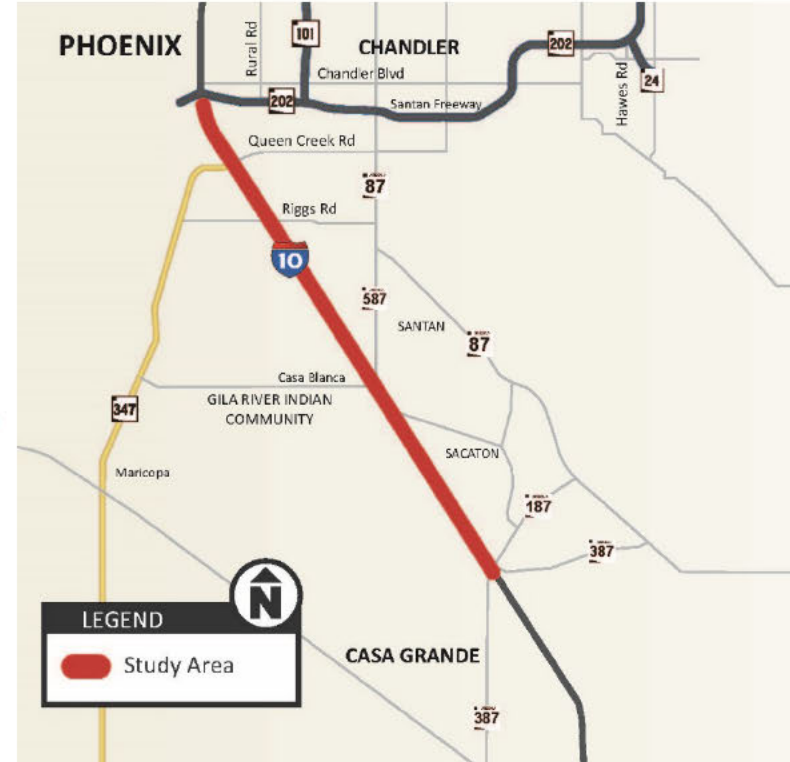 PHOENIX
Rural Rd
101
CHANDLER
202
Chandler Blvd
Hawes Rd
24
202
Santan Freeway
Queen Creek Rd
87
Riggs Rd
10
587
SANTAN
87
Casa Blanca
GILA RIVER INDIAN
COMMUNITY
347
SACATON
Maricopa
187
387
N
LEGEND
Study Area
CASA GRANDE
387